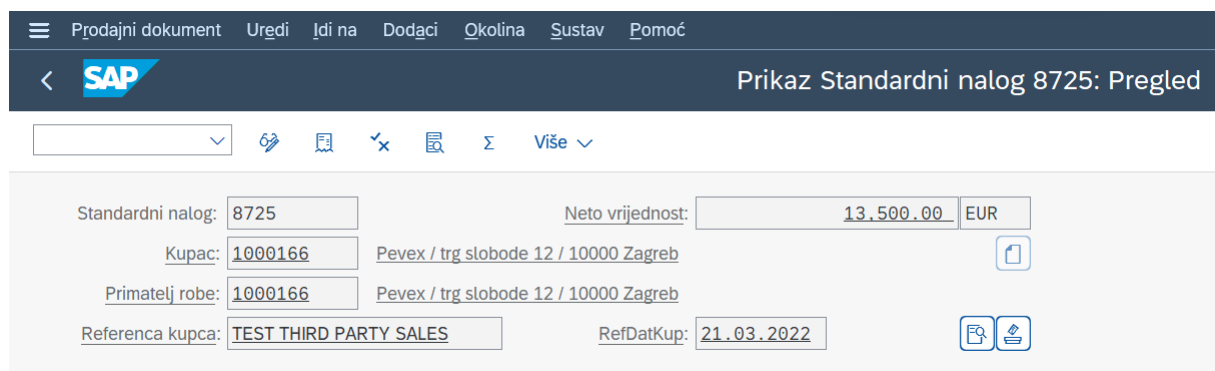 Prodajni dokument Uredi Idi na Dodaci Okolina Sustav Pomoć
SAP Prikaz Standardni nalog 8725: Pregled
Σ Više
Standardni nalog: 8725 Neto vrijednost: 13.500.00 EUR
Kupac: 1000166 Pevex / trg slobode 12 / 10000 Zagreb
Primatelj robe: 1000166 Pevex / trg slobode 12 / 10000 Zagreb
Referenca kupca: TEST THIRD PARTY SALES RefDatKup: 21.03.2022